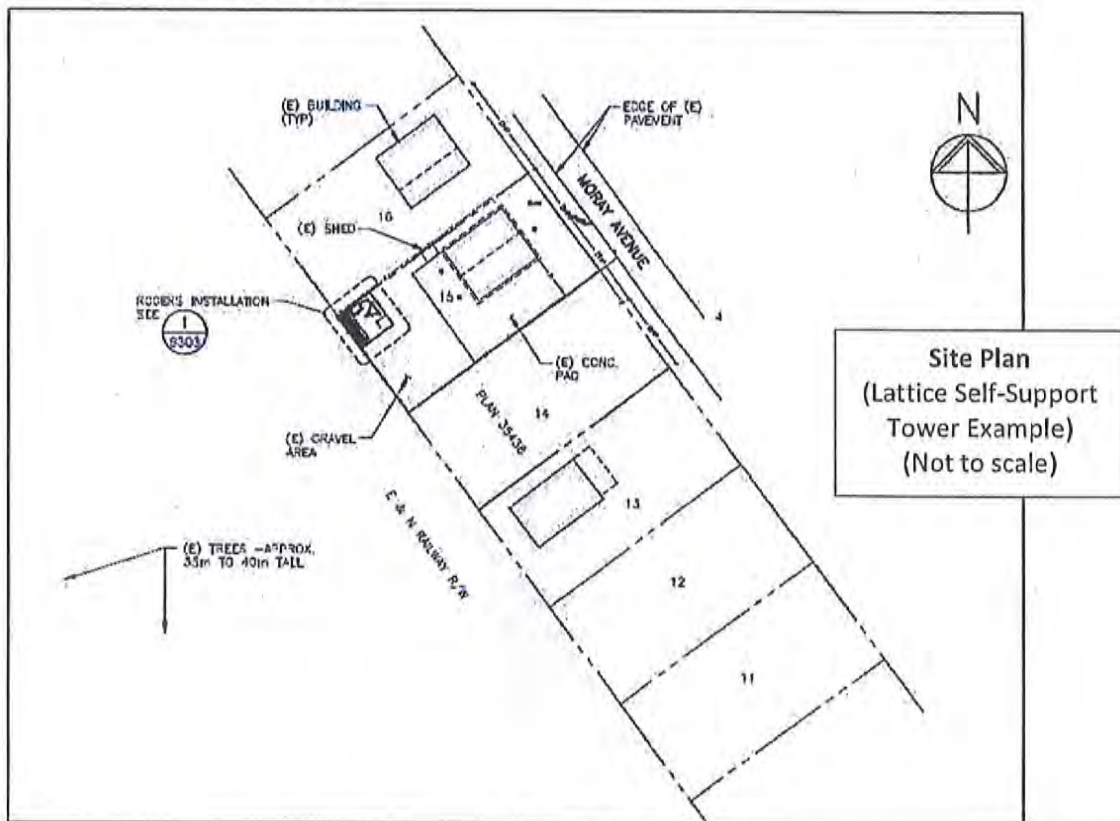 (E) BUILDING
(TYP)
EDGE OF (E)
PAVEMENT
N
MORAY AVENUE
16
(E) SHED
15
ROGERS INSTALLATION
SEE
1
S303
4
(E) CONC.
PAD
PLAN 35436
14
(E) GRAVEL
AREA
13
E & N RAILWAY R/W
(E) TREES -APPROX.
35m TO 40m TALL
12
11
Site Plan
(Lattice Self-Support
Tower Example)
(Not to scale)